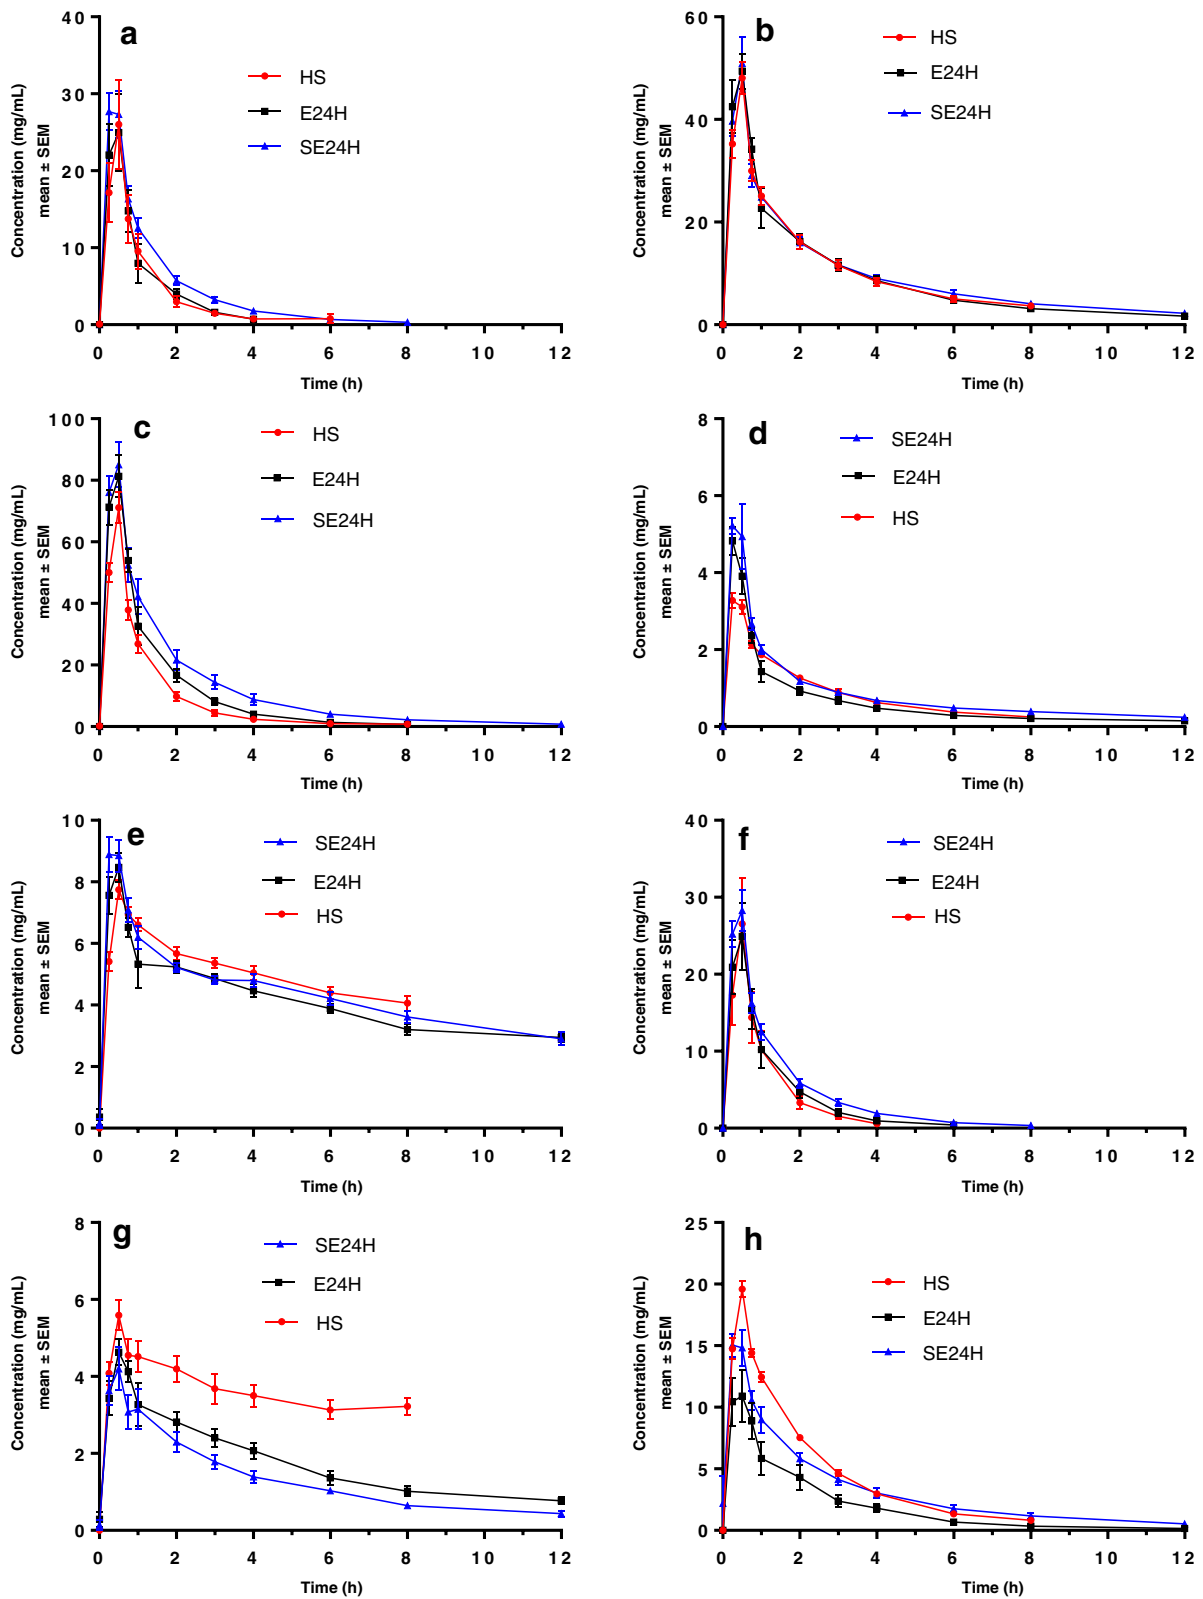 a
Concentration (mg/mL)
mean ± SEM
40
30
20
10
0
HS
E24H
SE24H
0 2 4 6 8 10 12
Time (h)
b
Concentration (mg/mL)
mean ± SEM
60
40
20
0
HS
E24H
SE24H
0 2 4 6 8 10 12
Time (h)
c
Concentration (mg/mL)
mean ± SEM
100
80
60
40
20
0
HS
E24H
SE24H
0 2 4 6 8 10 12
Time (h)
d
Concentration (mg/mL)
mean ± SEM
8
6
4
2
0
SE24H
E24H
HS
0 2 4 6 8 10 12
Time (h)
e
Concentration (mg/mL)
mean ± SEM
10
8
6
4
2
0
SE24H
E24H
HS
0 2 4 6 8 10 12
Time (h)
f
Concentration (mg/mL)
mean ± SEM
40
30
20
10
0
SE24H
E24H
HS
0 2 4 6 8 10 12
Time (h)
g
Concentration (mg/mL)
mean ± SEM
8
6
4
2
0
SE24H
E24H
HS
0 2 4 6 8 10 12
Time (h)
h
Concentration (mg/mL)
mean ± SEM
25
20
15
10
5
0
HS
E24H
SE24H
0 2 4 6 8 10 12
Time (h)